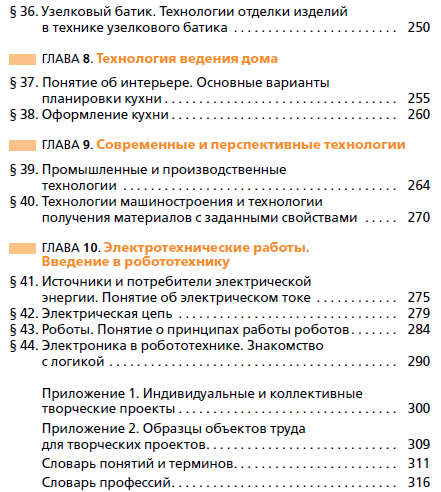 § 36. Узелковый батик. Технологии отделки изделий
в технике узелкового батика . . . . . . . . . . . . . . . . . . . . 250
ГЛАВА 8. Технология ведения дома
§ 37. Понятие об интерьере. Основные варианты
планировки кухни . . . . . . . . . . . . . . . . . . . . . . . . . . . . 255
§ 38. Оформление кухни . . . . . . . . . . . . . . . . . . . . . . . . . . . . 260
ГЛАВА 9. Современные и перспективные технологии
§ 39. Промышленные и производственные
технологии . . . . . . . . . . . . . . . . . . . . . . . . . . . . . . . . . 264
§ 40. Технологии машиностроения и технологии
получения материалов с заданными свойствами . . . . . 270
ГЛАВА 10. Электротехнические работы.
Введение в робототехнику
§ 41. Источники и потребители электрической
энергии. Понятие об электрическом токе . . . . . . . . . . 275
§ 42. Электрическая цепь . . . . . . . . . . . . . . . . . . . . . . . . . . . 279
§ 43. Роботы. Понятие о принципах работы роботов . . . . . . 284
§ 44. Электроника в робототехнике. Знакомство
с логикой . . . . . . . . . . . . . . . . . . . . . . . . . . . . . . . . . . . 290
Приложение 1. Индивидуальные и коллективные
творческие проекты . . . . . . . . . . . . . . . . . . . . . . . . . . 300
Приложение 2. Образцы объектов труда
для творческих проектов. . . . . . . . . . . . . . . . . . . . . . . 309
Словарь понятий и терминов. . . . . . . . . . . . . . . . . . . . 311
Словарь профессий . . . . . . . . . . . . . . . . . . . . . . . . . . . 316